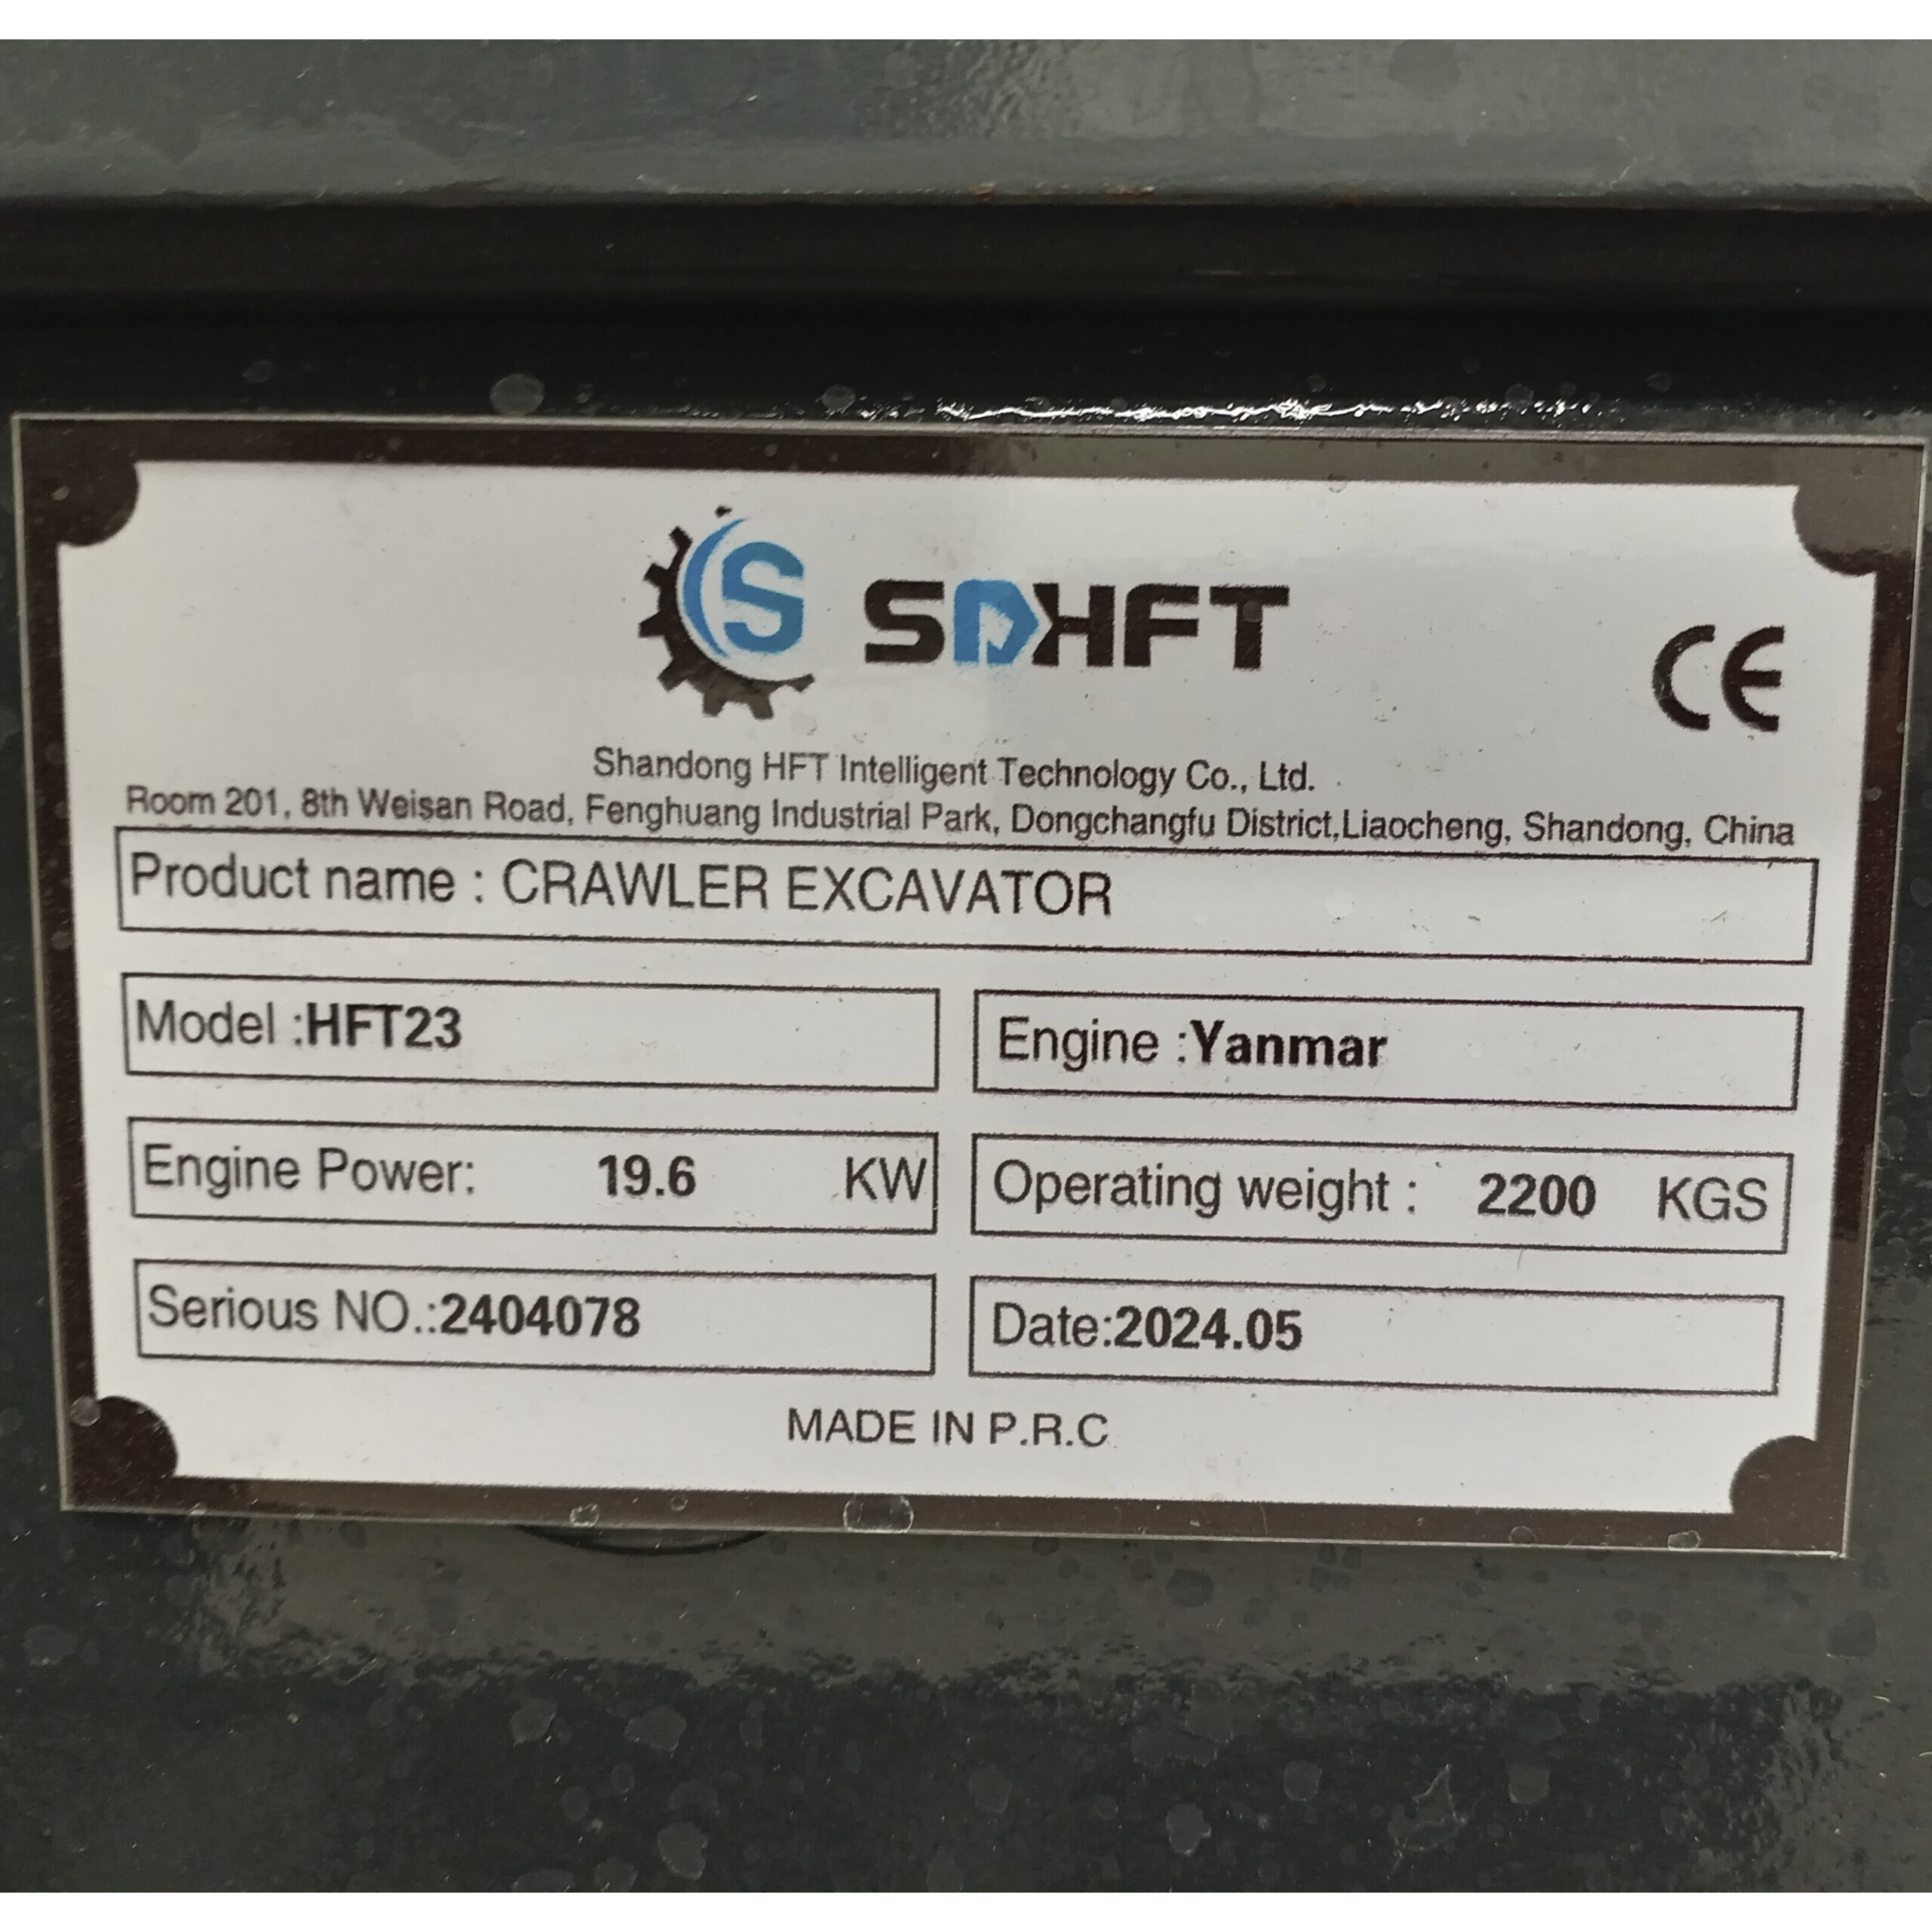 S SDHFT
CE
Shandong HFT Intelligent Technology Co., Ltd.
Room 201, 8th Weisan Road, Fenghuang Industrial Park, Dongchangfu District,Liaocheng, Shandong, China
Product name : CRAWLER EXCAVATOR
Model :HFT23
Engine :Yanmar
Engine Power: 19.6 KW
Operating weight : 2200 KGS
Serious NO.:2404078
Date:2024.05
MADE IN P.R.C